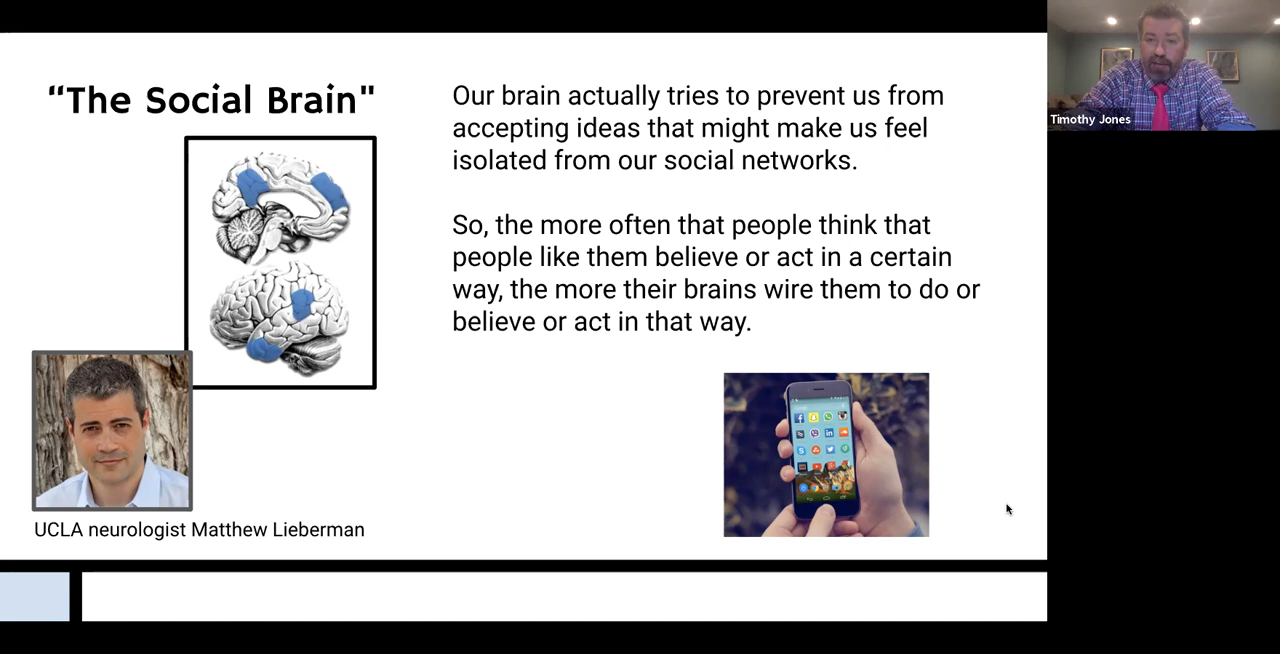 “The Social Brain"
Our brain actually tries to prevent us from
accepting ideas that might make us feel
isolated from our social networks.
So, the more often that people think that
people like them believe or act in a certain
way, the more their brains wire them to do or
believe or act in that way.
UCLA neurologist Matthew Lieberman
Timothy Jones